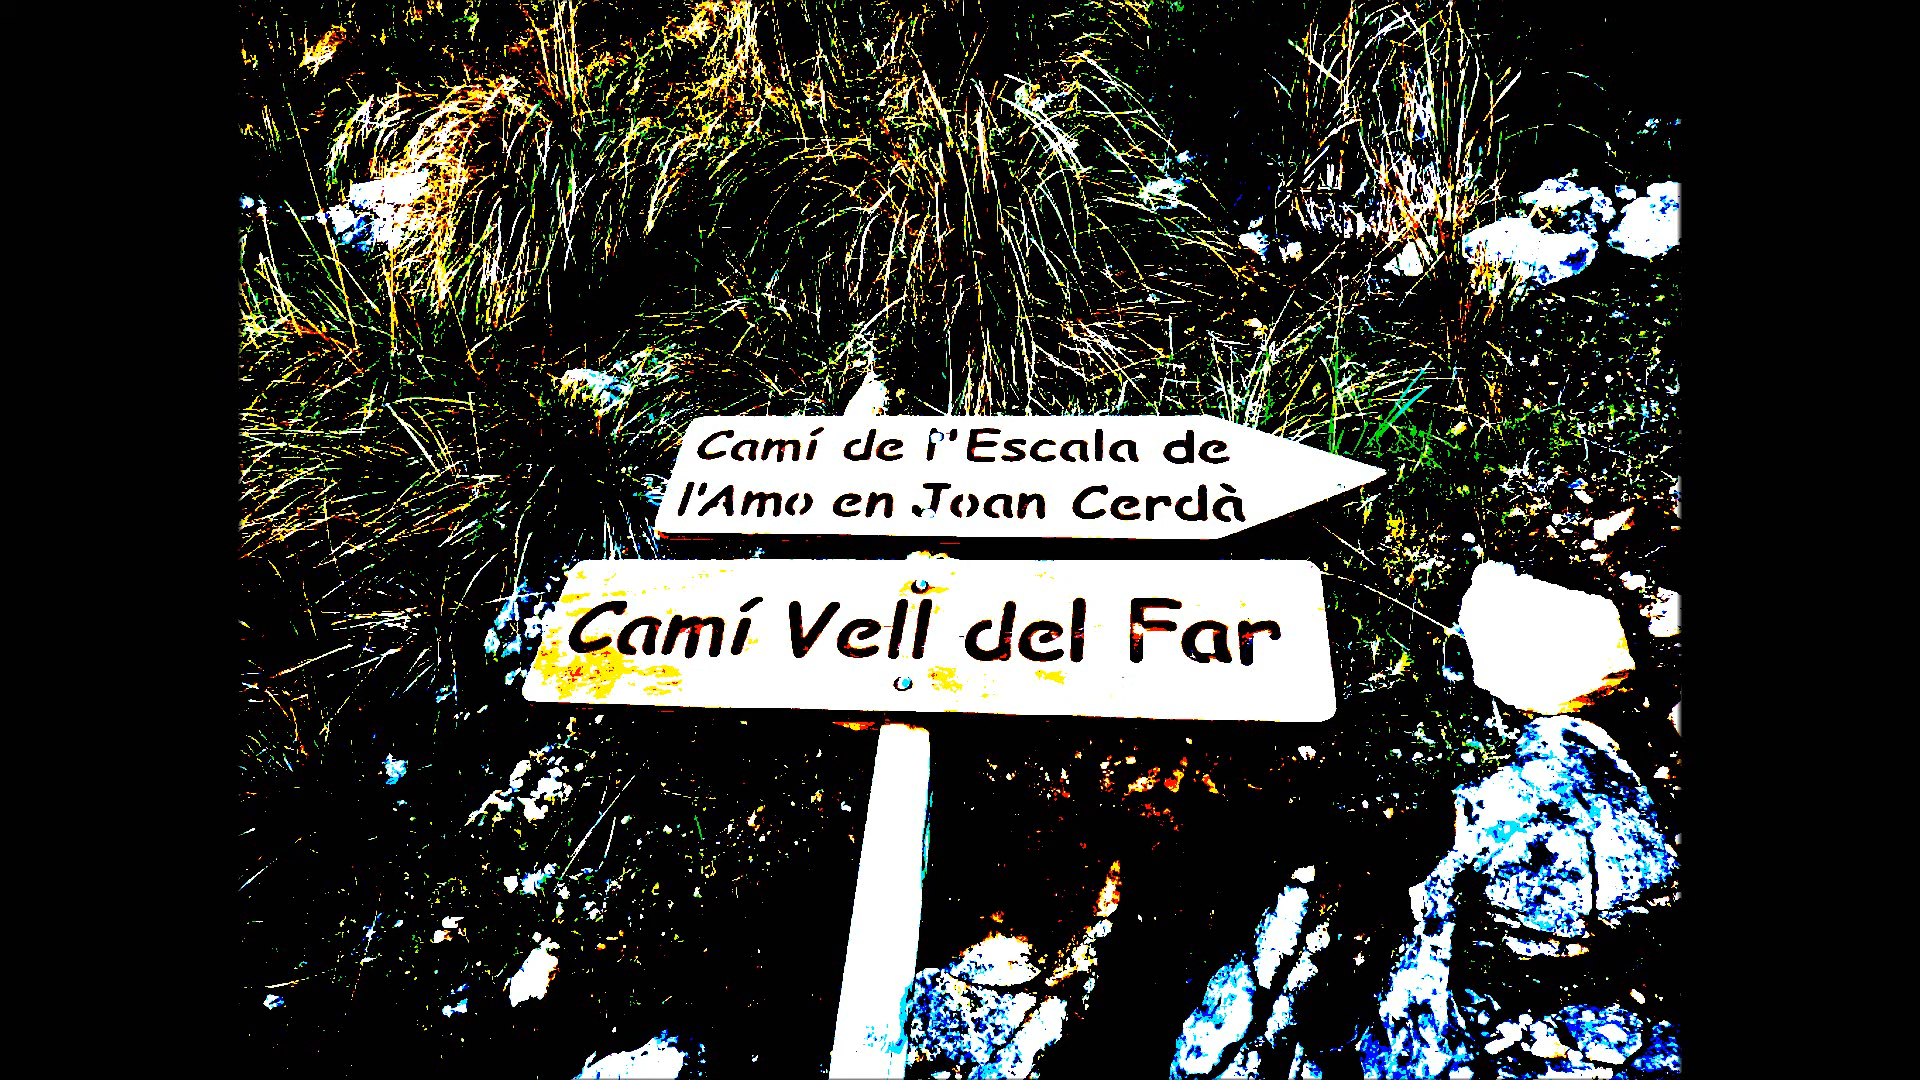 Camí de l'Escala de
l'Amo en Joan Cerdà
Camí Vell del Far